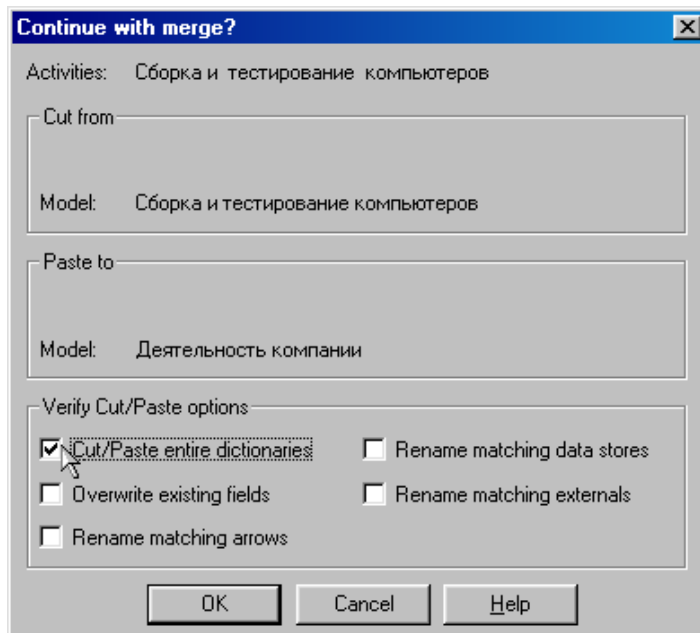 Continue with merge?
Activities: Сборка и тестирование компьютеров
Cut from
Model: Сборка и тестирование компьютеров
Paste to
Model: Деятельность компании
Verify Cut/Paste options
Cut/Paste entire dictionaries Rename matching data stores
Overwrite existing fields Rename matching externals
Rename matching arrows
OK Cancel Help